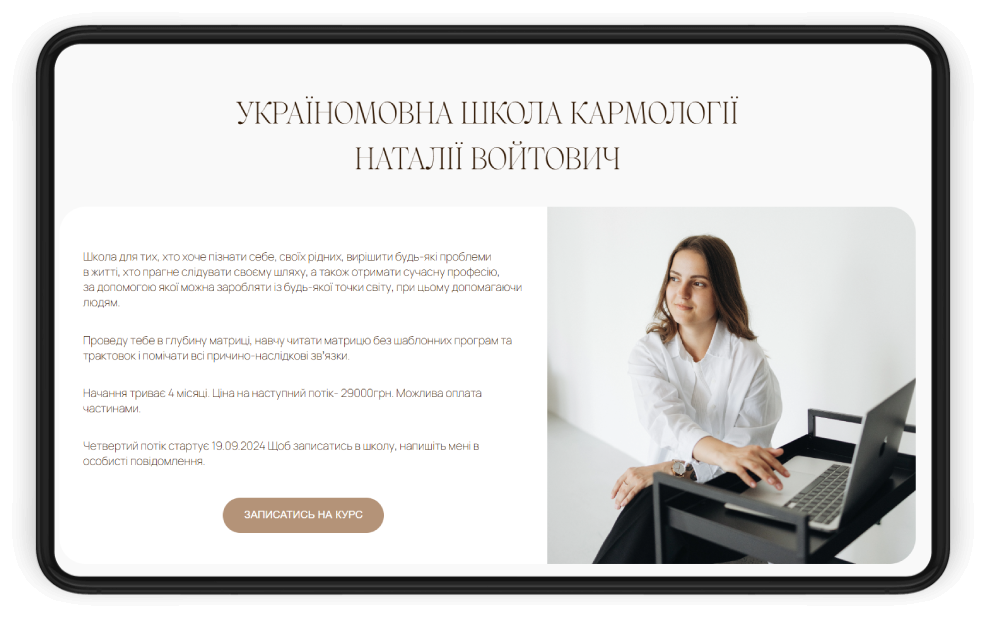 УКРАЇНОМОВНА ШКОЛА КАРМОЛОГІЇ
НАТАЛІЇ ВОЙТОВИЧ
Школа для тих, хто хоче пізнати себе, своїх рідних, вирішити будь-які проблеми
в житті, хто прагне слідувати своєму шляху, а також отримати сучасну професію,
за допомогою якої можна заробляти із будь-якої точки світу, при цьому допомагаючи
людям.
Проведу тебе в глубину матриці, навчу читати матрицю без шаблонних програм та
трактовок і помічати всі причино-наслідкові зв'язки.
Начання триває 4 місяці. Ціна на наступний потік- 29000грн. Можлива оплата
частинами.
Четвертий потік стартує 19.09.2024 Щоб записатись в школу, напишіть мені в
особисті повідомлення.
ЗАПИСАТИСЬ НА КУРС